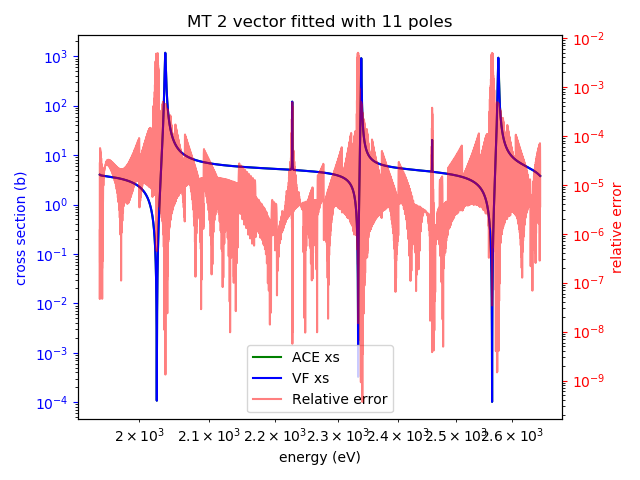 MT 2 vector fitted with 11 poles
cross section (b)
10³
10²
10¹
10⁰
10⁻¹
10⁻²
10⁻³
10⁻⁴
10⁻²
10⁻³
10⁻⁴
10⁻⁵
10⁻⁶
10⁻⁷
10⁻⁸
10⁻⁹
relative error
ACE xs
VF xs
Relative error
2 × 10³ 2.1 × 10³ 2.2 × 10³ 2.3 × 10³ 2.4 × 10³ 2.5 × 10³ 2.6 × 10³
energy (eV)